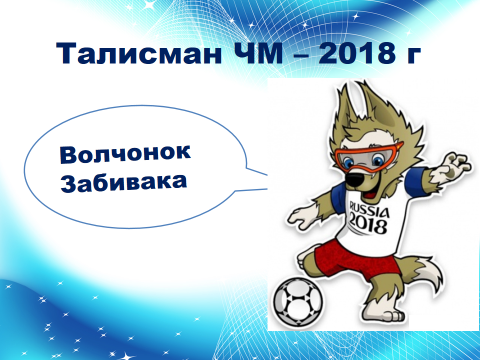 Талисман ЧМ – 2018 г
Волчонок
Забивака
RUSSIA
2018